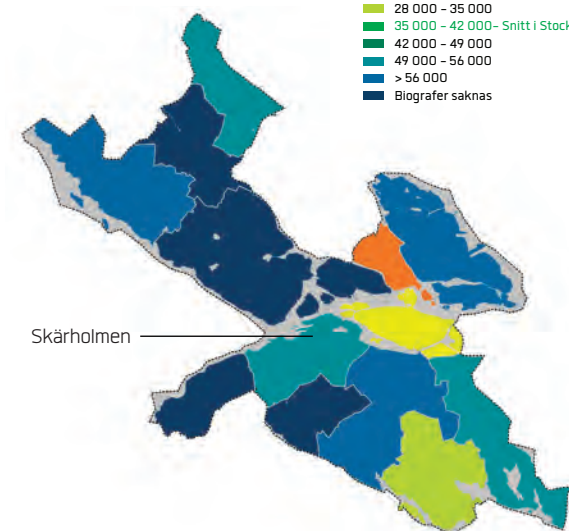 28 000 - 35 000
35 000 - 42 000- Snitt i Stock
42 000 - 49 000
49 000 - 56 000
> 56 000
Biografer saknas
Skärholmen